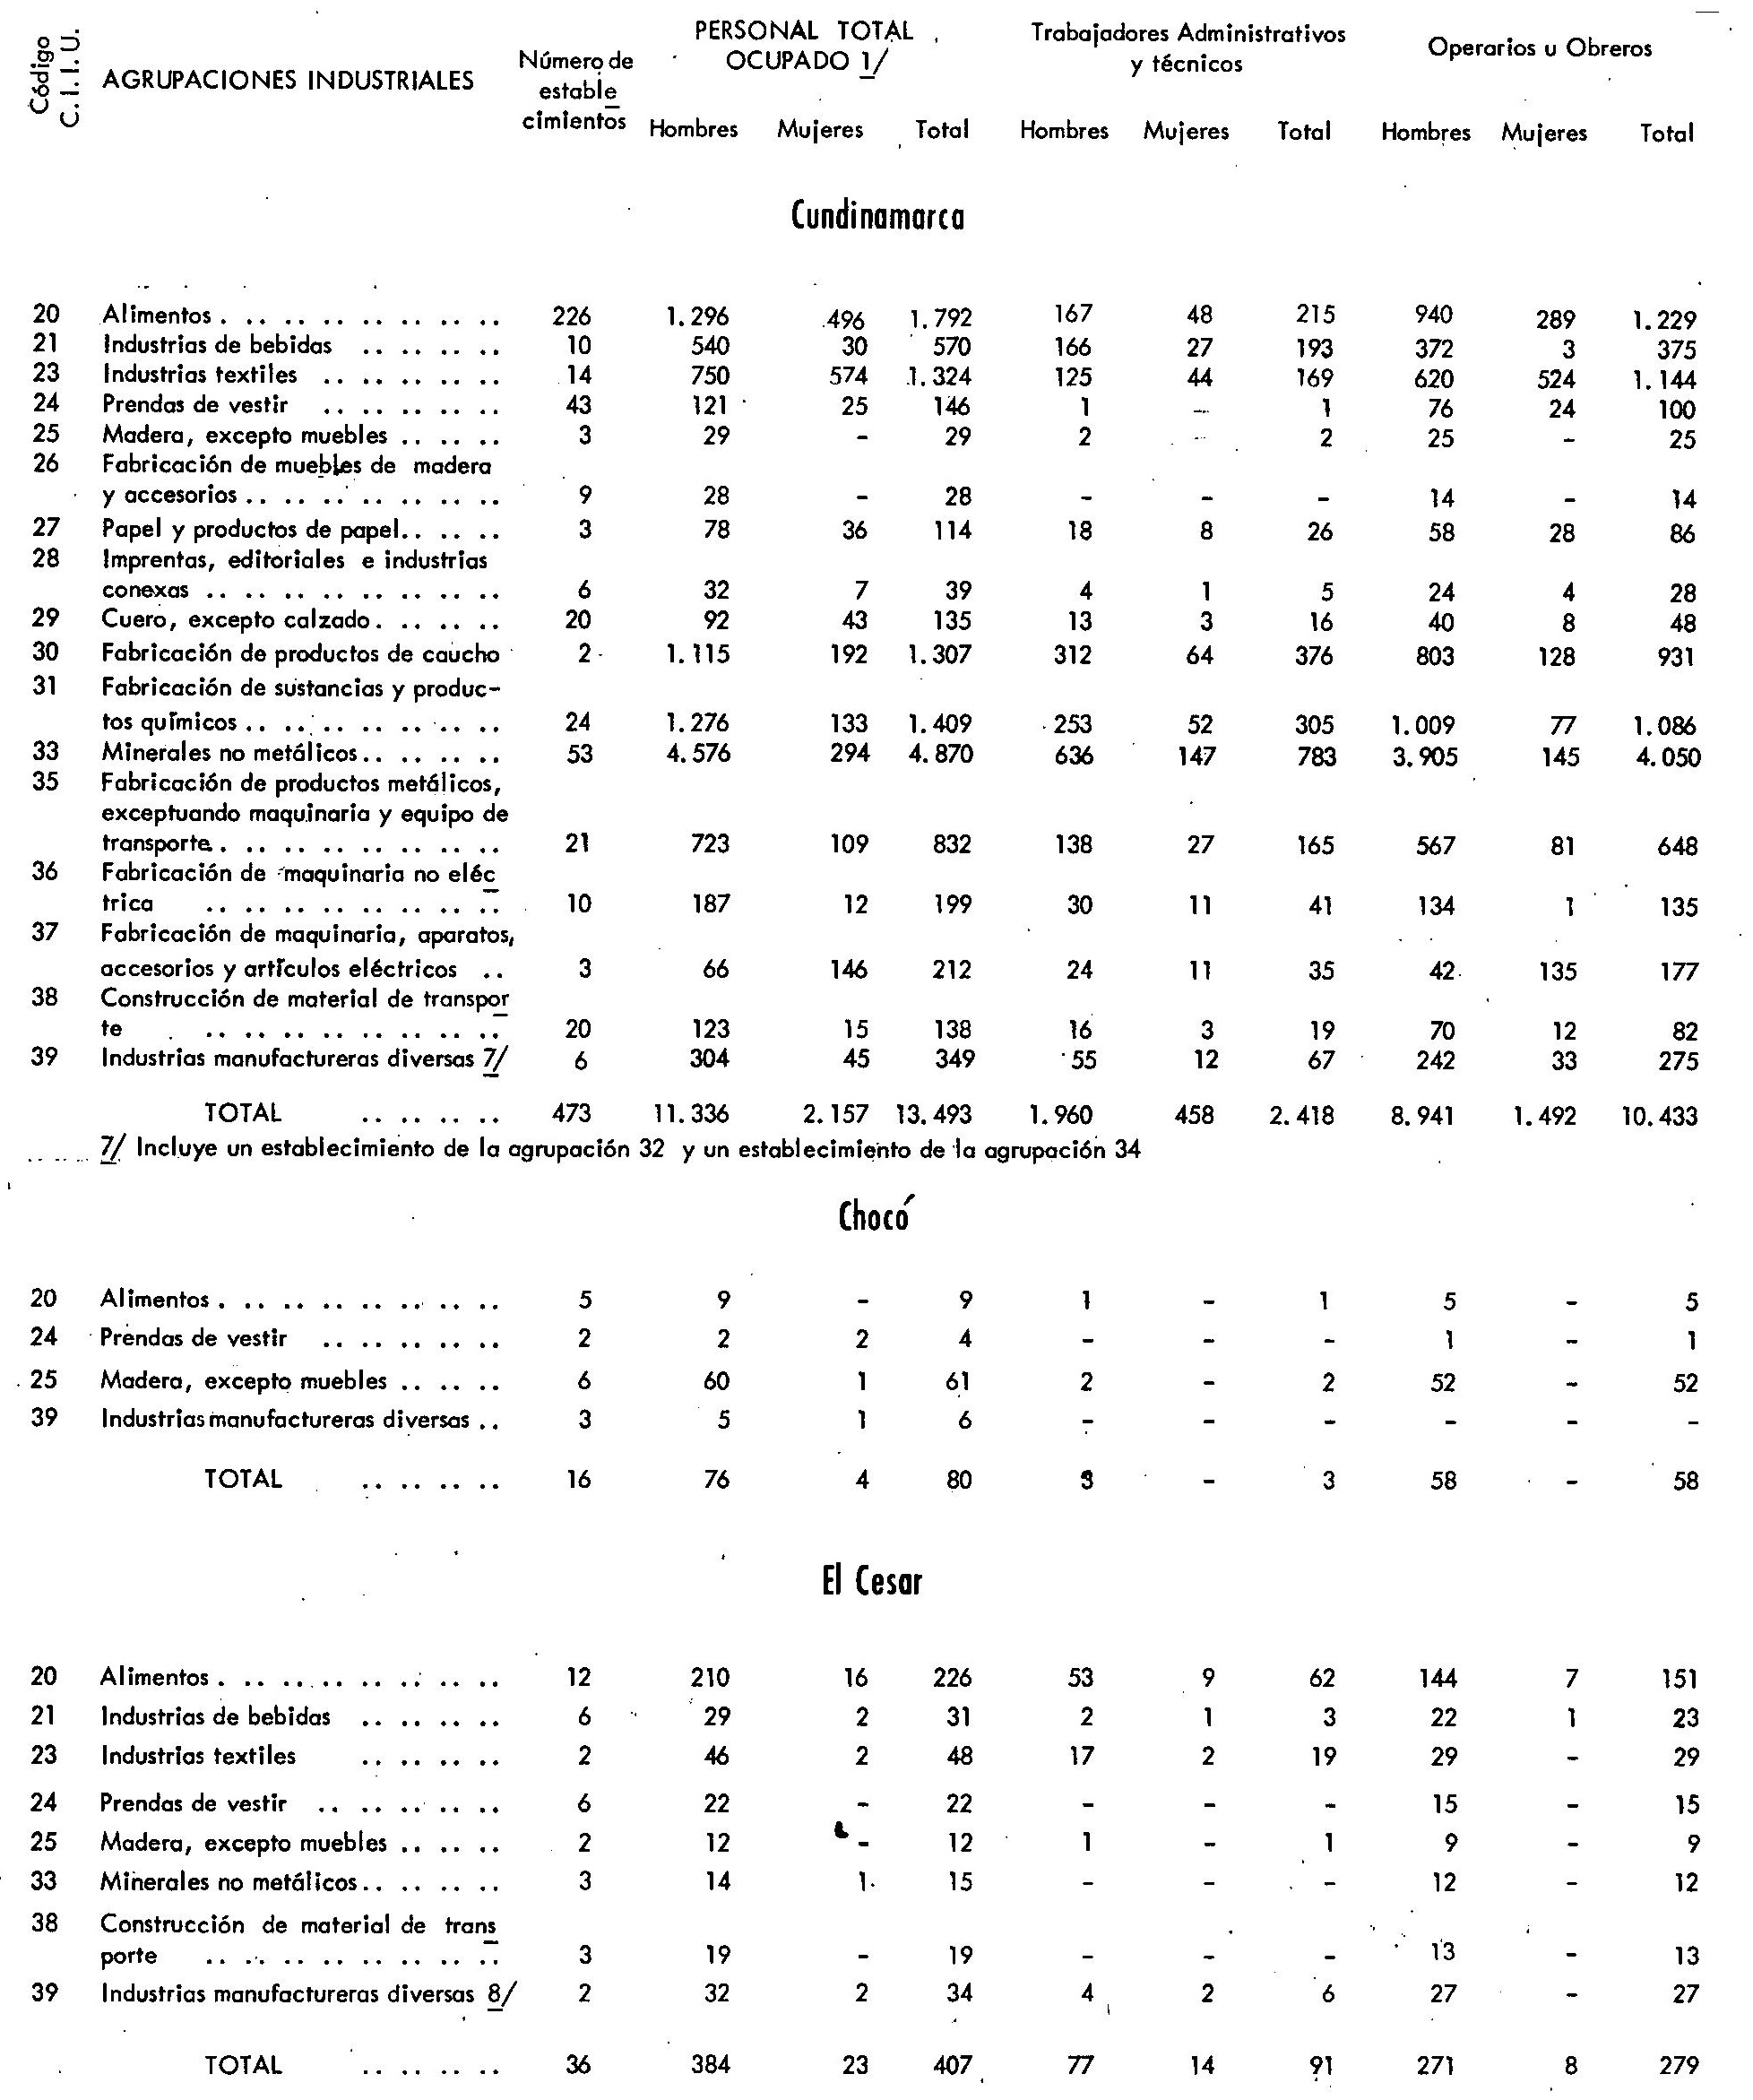 Código C.I.I.U. AGRUPACIONES INDUSTRIALES Número de estable cimientos PERSONAL TOTAL OCUPADO 1/ Trabajadores Administrativos y técnicos Operarios u Obreros
Hombres Mujeres Total Hombres Mujeres Total Hombres Mujeres Total
Cundinamarca
20 Alimentos . .. .. .. .. .. .. .. 226 1.296 496 1.792 167 48 215 940 289 1.229
21 Industrias de bebidas .. .. .. .. 10 540 30 570 166 27 193 372 3 375
23 Industrias textiles .. .. .. .. .. 14 750 574 1.324 125 44 169 620 524 1.144
24 Prendas de vestir .. .. .. .. .. 43 121 25 146 1 - 1 76 24 100
25 Madera, excepto muebles .. .. .. 3 29 - 29 2 - 2 25 - 25
26 Fabricación de muebles de madera
y accesorios .. .. .. .. .. .. .. 9 28 - 28 - - - 14 - 14
27 Papel y productos de papel.. .. .. 3 78 36 114 18 8 26 58 28 86
28 Imprentas, editoriales e industrias
conexas .. .. .. .. .. .. .. .. 6 32 7 39 4 1 5 24 4 28
29 Cuero, excepto calzado. .. .. .. 20 92 43 135 13 3 16 40 8 48
30 Fabricación de productos de caucho 2 1.115 192 1.307 312 64 376 803 128 931
31 Fabricación de sustancias y produc-
tos químicos .. .. .. .. .. .. .. 24 1.276 133 1.409 253 52 305 1.009 77 1.086
33 Minerales no metálicos.. .. .. .. 53 4.576 294 4.870 636 147 783 3.905 145 4.050
35 Fabricación de productos metálicos,
exceptuando maquinaria y equipo de
transporte. .. .. .. .. .. .. .. 21 723 109 832 138 27 165 567 81 648
36 Fabricación de maquinaria no eléc
trica .. .. .. .. .. .. .. .. 10 187 12 199 30 11 41 134 1 135
37 Fabricación de maquinaria, aparatos,
accesorios y artículos eléctricos .. 3 66 146 212 24 11 35 42 135 177
38 Construcción de material de transpor
te .. .. .. .. .. .. .. .. 20 123 15 138 16 3 19 70 12 82
39 Industrias manufactureras diversas 7/ 6 304 45 349 55 12 67 242 33 275
TOTAL .. .. .. .. 473 11.336 2.157 13.493 1.960 458 2.418 8.941 1.492 10.433
7/ Incluye un establecimiento de la agrupación 32 y un establecimiento de la agrupación 34
Chocó
20 Alimentos . .. .. .. .. .. .. .. 5 9 - 9 1 - 1 5 - 5
24 Prendas de vestir .. .. .. .. .. 2 2 2 4 - - - 1 - 1
25 Madera, excepto muebles .. .. .. 6 60 1 61 2 - 2 52 - 52
39 Industrias manufactureras diversas .. 3 5 1 6 - - - - - -
TOTAL .. .. .. .. 16 76 4 80 3 - 3 58 - 58
El Cesar
20 Alimentos . .. .. .. .. .. .. .. 12 210 16 226 53 9 62 144 7 151
21 Industrias de bebidas .. .. .. .. 6 29 2 31 2 1 3 22 1 23
23 Industrias textiles .. .. .. .. 2 46 2 48 17 2 19 29 - 29
24 Prendas de vestir .. .. .. .. .. 6 22 - 22 - - - 15 - 15
25 Madera, excepto muebles .. .. .. 2 12 - 12 1 - 1 9 - 9
33 Minerales no metálicos.. .. .. .. 3 14 1 15 - - - 12 - 12
38 Construcción de material de trans
porte .. .. .. .. .. .. .. .. 3 19 - 19 - - - 13 - 13
39 Industrias manufactureras diversas 8/ 2 32 2 34 4 2 6 27 - 27
TOTAL .. .. .. .. 36 384 23 407 77 14 91 271 8 279